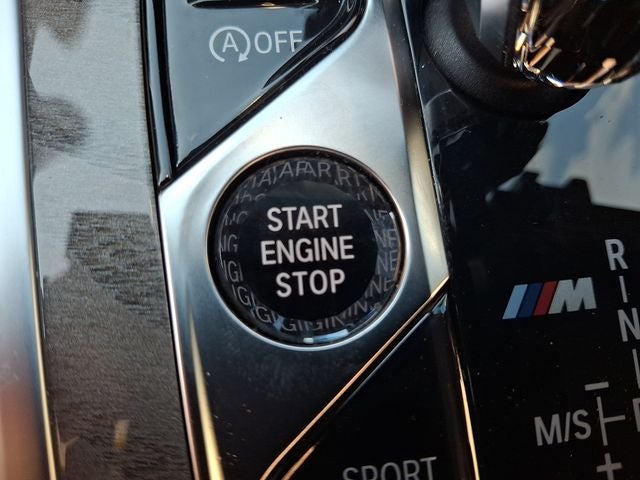 A OFF
START
ENGINE
STOP
M
R
N
M/S
+
SPORT